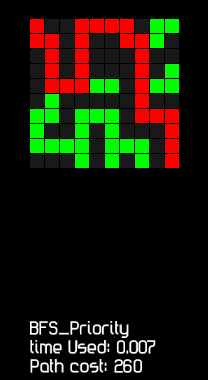 BFS_Priority
time Used: 0.007
Path cost: 260